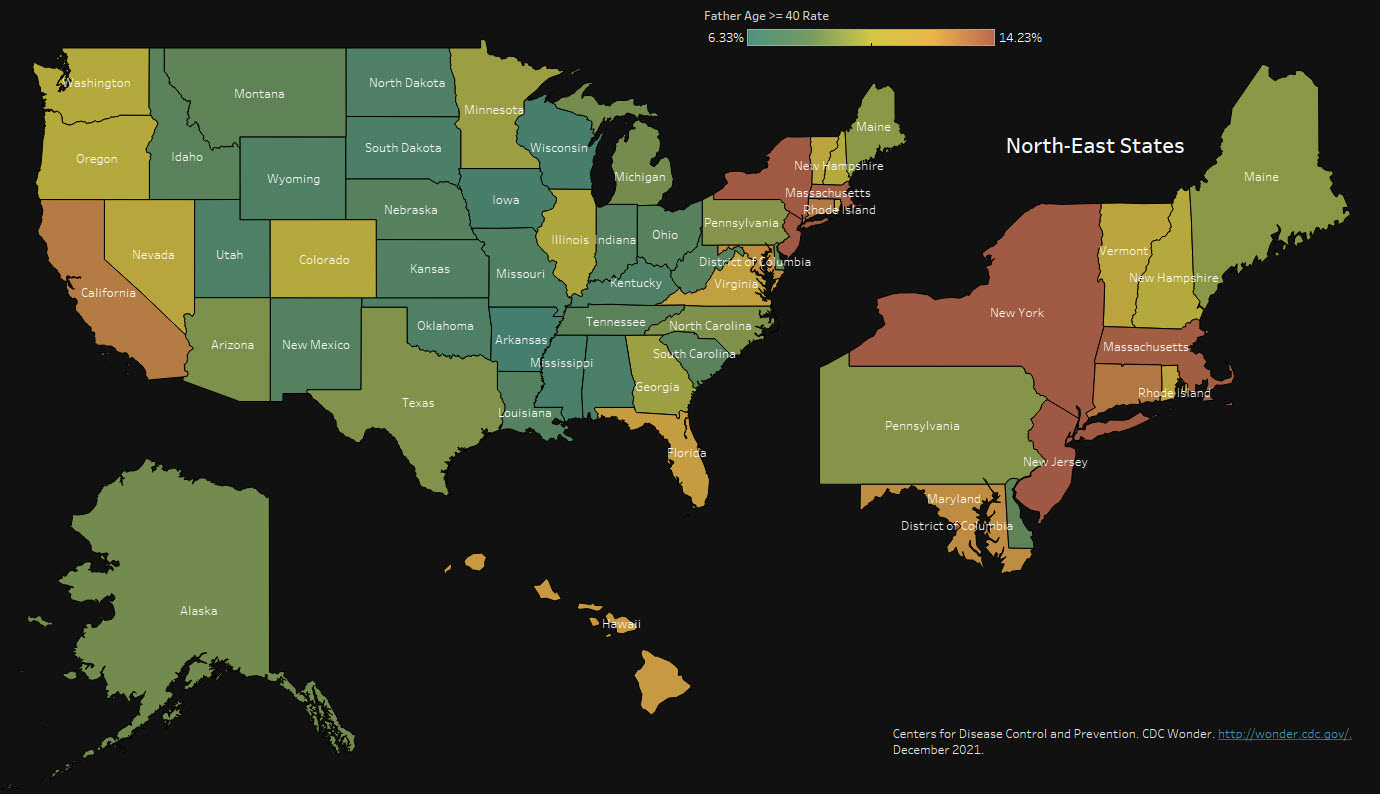 Father Age >= 40 Rate
6.33% 14.23%
Washington
Montana
North Dakota
Minnesota
Maine
Oregon
Idaho
Wyoming
South Dakota
Wisconsin
Michigan
New Hampshire
Massachusetts
Rhode Island
Nebraska
Iowa
Pennsylvania
Nevada
Utah
Colorado
Kansas
Missouri
Illinois
Indiana
Ohio
District of Columbia
Kentucky
Virginia
California
Arizona
New Mexico
Oklahoma
Arkansas
Tennessee
North Carolina
South Carolina
Mississippi
Georgia
Texas
Louisiana
Florida
Alaska
Hawaii
North-East States
Maine
Vermont
New Hampshire
New York
Massachusetts
Rhode Island
Pennsylvania
New Jersey
Maryland
District of Columbia
Centers for Disease Control and Prevention. CDC Wonder. http://wonder.cdc.gov/.
December 2021.